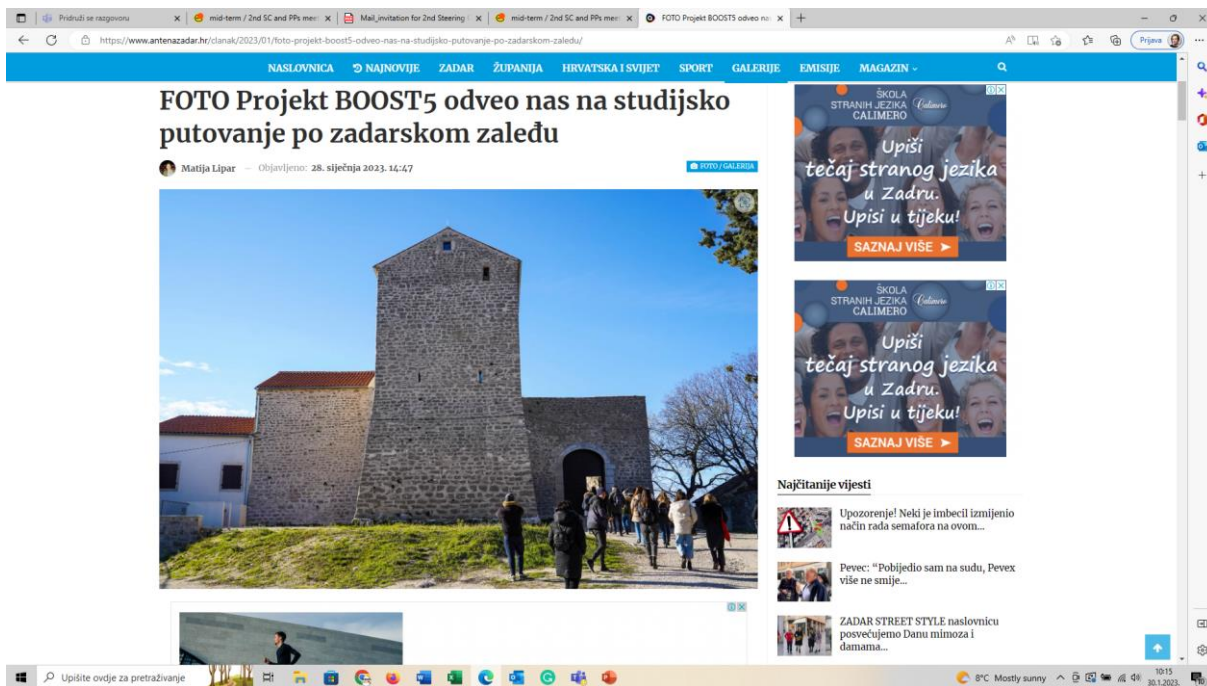 Pridruži se razgovoru
mid-term / 2nd SC and PPs mee
Mail_invitation for 2nd Steering
mid-term / 2nd SC and PPs mee
FOTO Projekt BOOST5 odveo na
https://www.antenazadar.hr/clanak/2023/01/foto-projekt-boost5-odveo-nas-na-studijsko-putovanje-po-zadarskom-zaledu/
Prijava
NASLOVNICA NAJNOVIJE ZADAR ŽUPANIJA HRVATSKA I SVIJET SPORT GALERIJE EMISIJE MAGAZIN
FOTO Projekt BOOST5 odveo nas na studijsko
putovanje po zadarskom zaleđu
Matija Lipar — Objavljeno: 28. siječnja 2023. 14:47
FOTO / GALERIJA
ŠKOLA
STRANIH JEZIKA
CALIMERO
Upiši
tečaj stranog jezika
u Zadru.
Upisi u tijeku!
SAZNAJ VIŠE
ŠKOLA
STRANIH JEZIKA Calimero
CALIMERO
Upiši
tečaj stranog jezika
u Zadru.
Upisi u tijeku!
SAZNAJ VIŠE
Najčitanije vijesti
Upozorenje! Neki je imbecil izmijenio
način rada semafora na ovom...
Pevec: “Pobijedio sam na sudu, Pevex
više ne smije...
ZADAR STREET STYLE naslovnicu
posvećujemo Danu mimoza i
damama...
Upišite ovdje za pretraživanje
8°C Mostly sunny
10:15
30.1.2023.